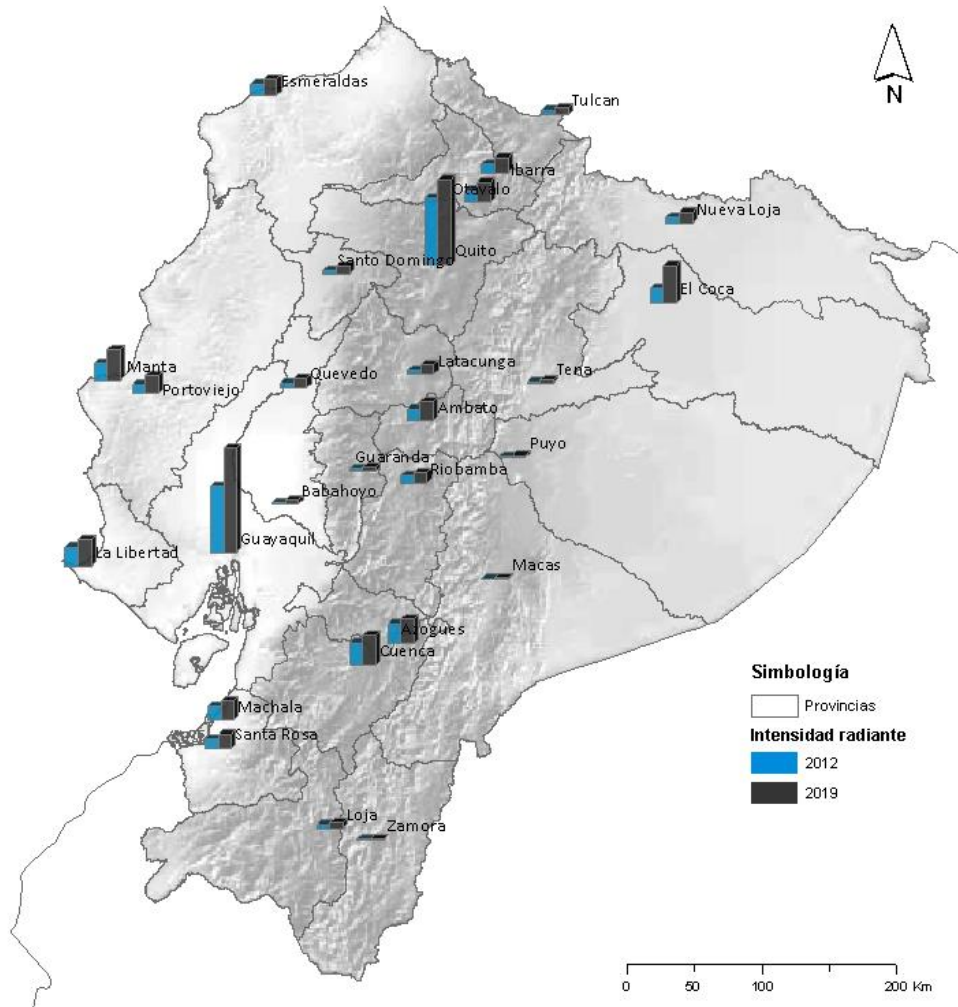 N
Esmeraldas
Tulcan
Ibarra
Otavalo
Nueva Loja
Quito
Santo Domingo
El Coca
Manta
Portoviejo
Quevedo
Latacunga
Tena
Ambato
Puyo
Guaranda
Riobamba
Babahoyo
Guayaquil
La Libertad
Macas
Azogues
Cuenca
Machala
Santa Rosa
Loja
Zamora
Simbología
Provincias
Intensidad radiante
2012
2019
0 50 100 200 Km